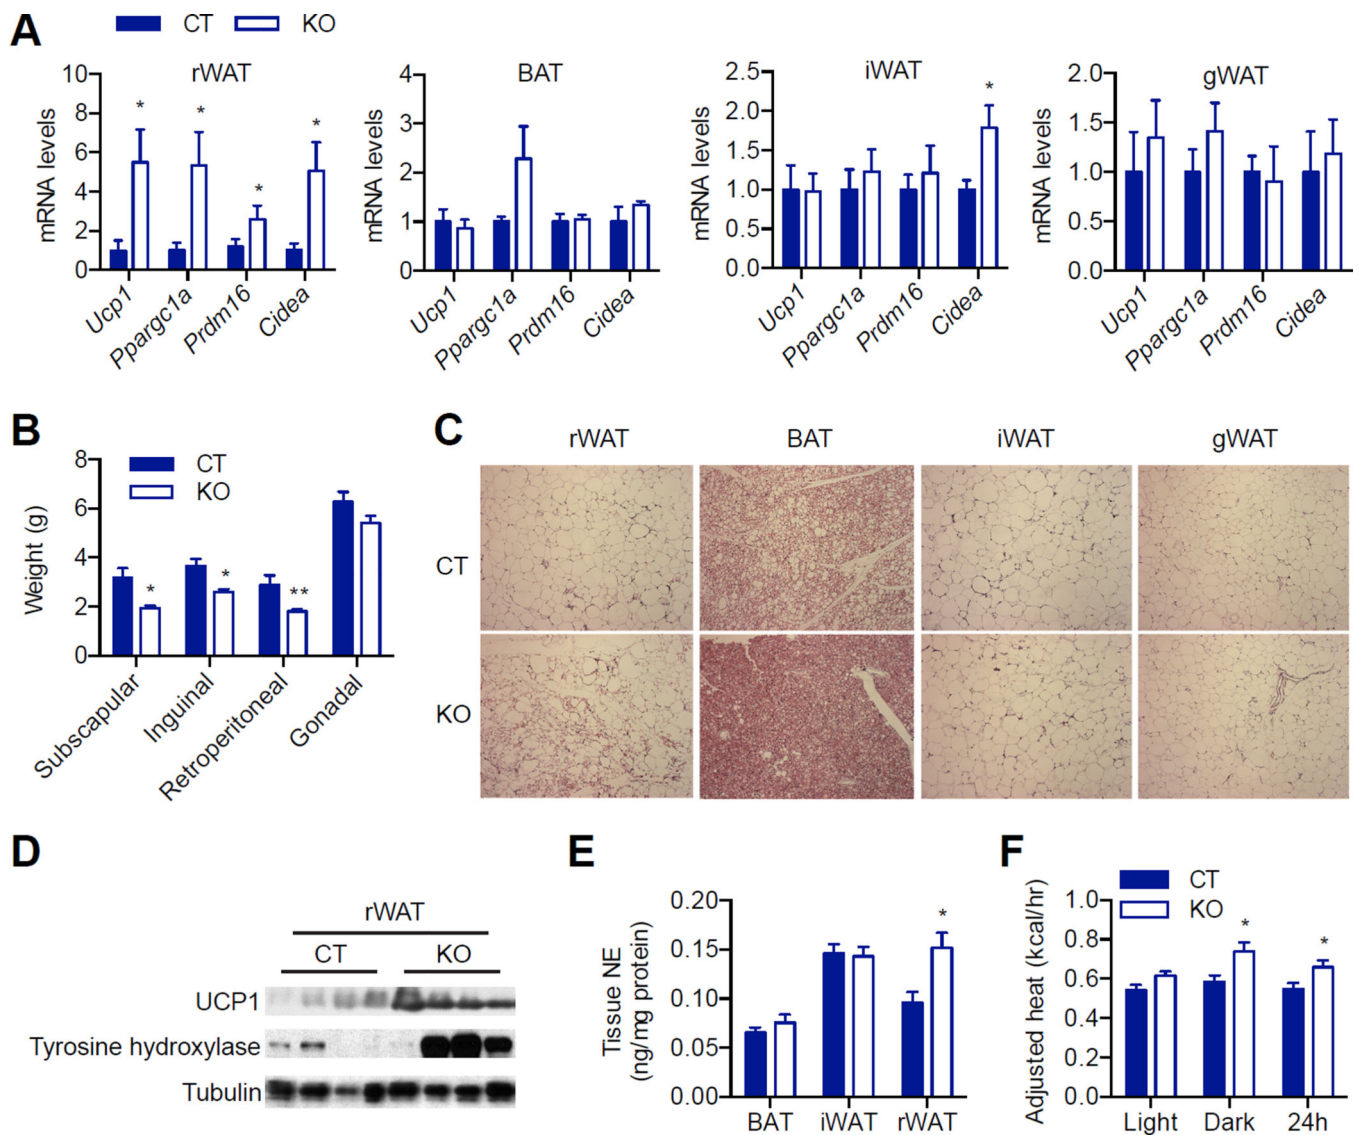 A
CT KO
rWAT
mRNA levels
10
8
6
4
2
0
* * * *
Ucp1 Ppargc1a Prdm16 Cidea
BAT
mRNA levels
4
3
2
1
0
Ucp1 Ppargc1a Prdm16 Cidea
iWAT
mRNA levels
2.5
2.0
1.5
1.0
0.5
0.0
*
Ucp1 Ppargc1a Prdm16 Cidea
gWAT
mRNA levels
2.0
1.5
1.0
0.5
0.0
Ucp1 Ppargc1a Prdm16 Cidea
B
CT
KO
Weight (g)
8
6
4
2
0
* * **
Subscapular Inguinal Retroperitoneal Gonadal
C
rWAT BAT iWAT gWAT
CT
KO
D
rWAT
CT KO
UCP1
Tyrosine hydroxylase
Tubulin
E
Tissue NE
(ng/mg protein)
0.20
0.15
0.10
0.05
0.00
*
BAT iWAT rWAT
F
CT
KO
Adjusted heat (kcal/hr)
1.0
0.8
0.6
0.4
0.2
0.0
* *
Light Dark 24h